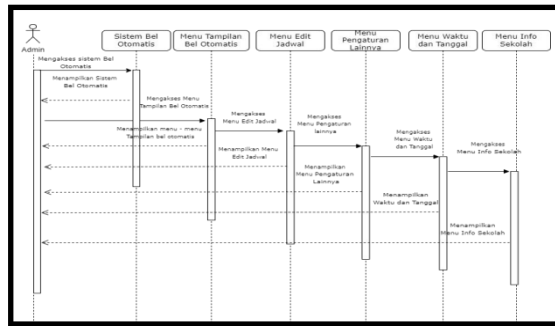 Admin
Sistem Bel
Otomatis
Menu Tampilan
Bel Otomatis
Menu Edit
Jadwal
Menu
Pengaturan
Lainnya
Menu Waktu
dan Tanggal
Menu Info
Sekolah
Mengakses sistem Bel
Otomatis
Menampilkan Sistem
Bel Otomatis
Mengakses Menu
Tampilan Bel Otomatis
Menampilkan menu - menu
Tampilan bel otomatis
Mengakses
Menu Edit Jadwal
Menampilkan Menu
Edit Jadwal
Mengakses
Menu Pengaturan
lainnya
Menampilkan
Menu Pengaturan
Lainnya
Mengakses
Menu Waktu
dan Tanggal
Menampilkan
Waktu dan Tanggal
Mengakses
Menu Info Sekolah
Menampilkan
Menu Info Sekolah